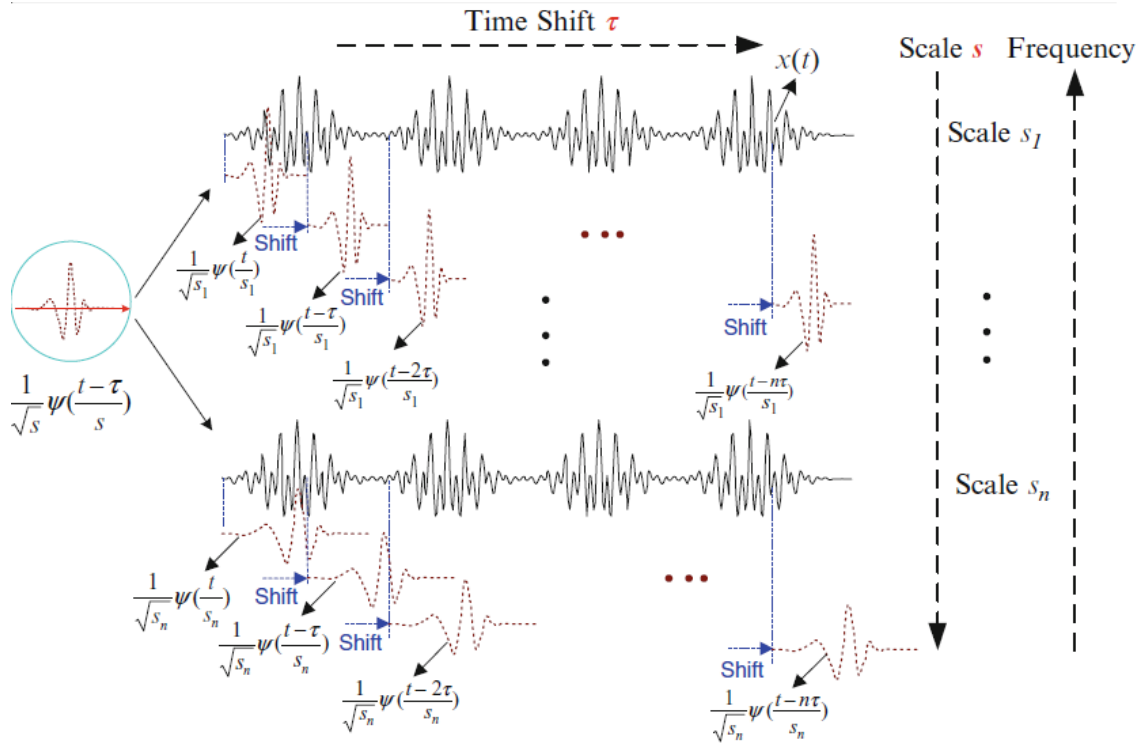 Time Shift τ
x(t)
Scale s Frequency
Scale s₁
Shift
1/√s₁ ψ(t/s₁)
Shift
1/√s₁ ψ((t−τ)/s₁)
Shift
1/√s₁ ψ((t−2τ)/s₁)
1/√s₁ ψ((t−nτ)/s₁)
1/√s ψ((t−τ)/s)
Scale sₙ
Shift
1/√sₙ ψ(t/sₙ)
Shift
1/√sₙ ψ((t−τ)/sₙ)
Shift
1/√sₙ ψ((t−2τ)/sₙ)
1/√sₙ ψ((t−nτ)/sₙ)